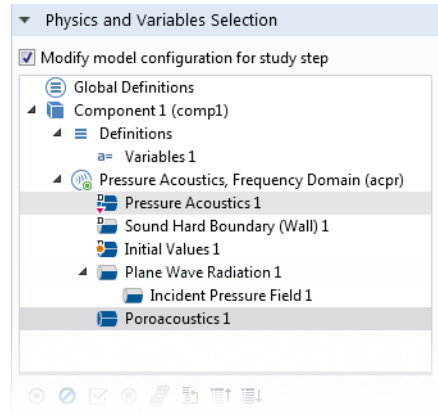 Physics and Variables Selection
Modify model configuration for study step
Global Definitions
Component 1 (comp1)
Definitions
a= Variables 1
Pressure Acoustics, Frequency Domain (acpr)
D Pressure Acoustics 1
D Sound Hard Boundary (Wall) 1
D Initial Values 1
Plane Wave Radiation 1
Incident Pressure Field 1
Poroacoustics 1